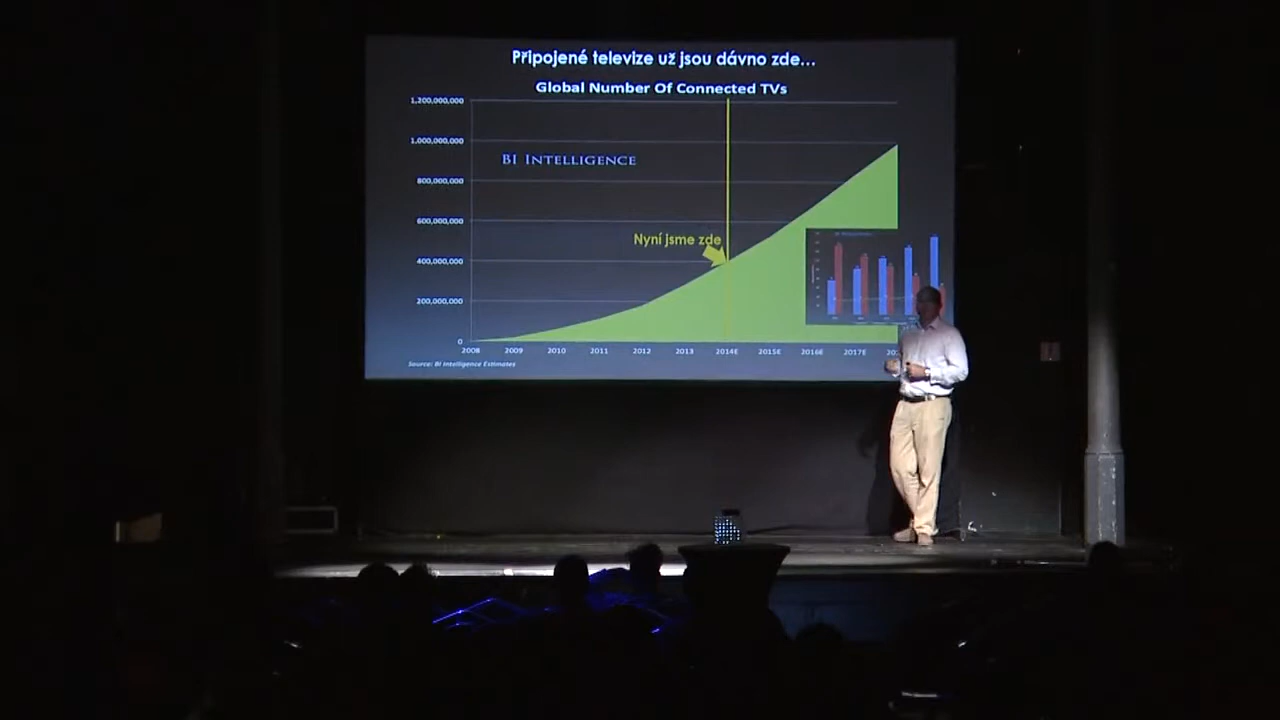 Připojené televize už jsou dávno zde...
Global Number Of Connected TVs
1,200,000,000
1,000,000,000
BI INTELLIGENCE
800,000,000
600,000,000
Nyní jsme zde
400,000,000
200,000,000
0
2008 2009 2010 2011 2012 2013 2014E 2015E 2016E 2017E
Source: BI Intelligence Estimates